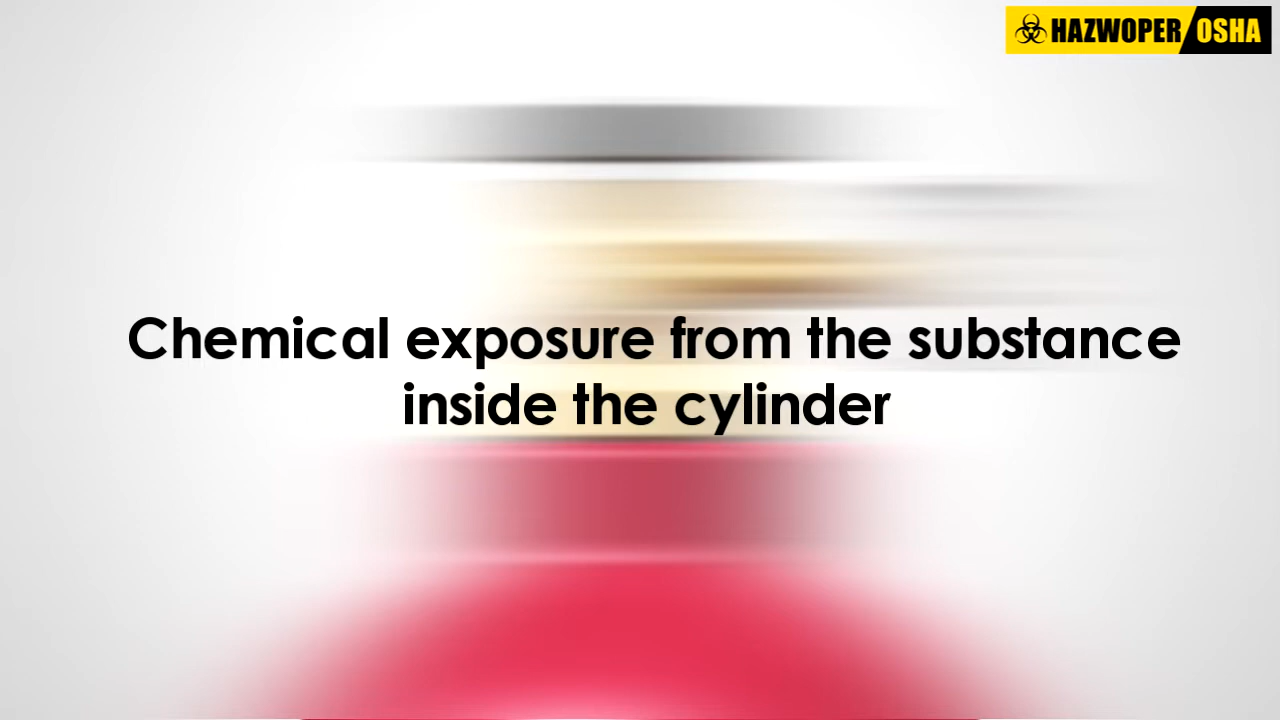 HAZWOPER OSHA
Chemical exposure from the substance
inside the cylinder